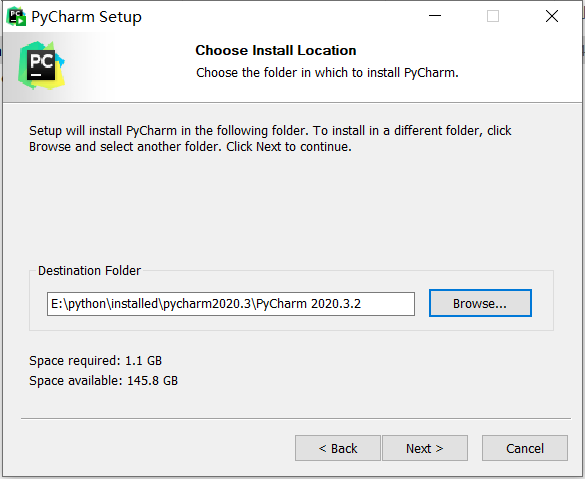 PyCharm Setup
PC
Choose Install Location
Choose the folder in which to install PyCharm.
Setup will install PyCharm in the following folder. To install in a different folder, click
Browse and select another folder. Click Next to continue.
Destination Folder
E:\python\installed\pycharm2020.3\PyCharm 2020.3.2
Browse...
Space required: 1.1 GB
Space available: 145.8 GB
< Back
Next >
Cancel